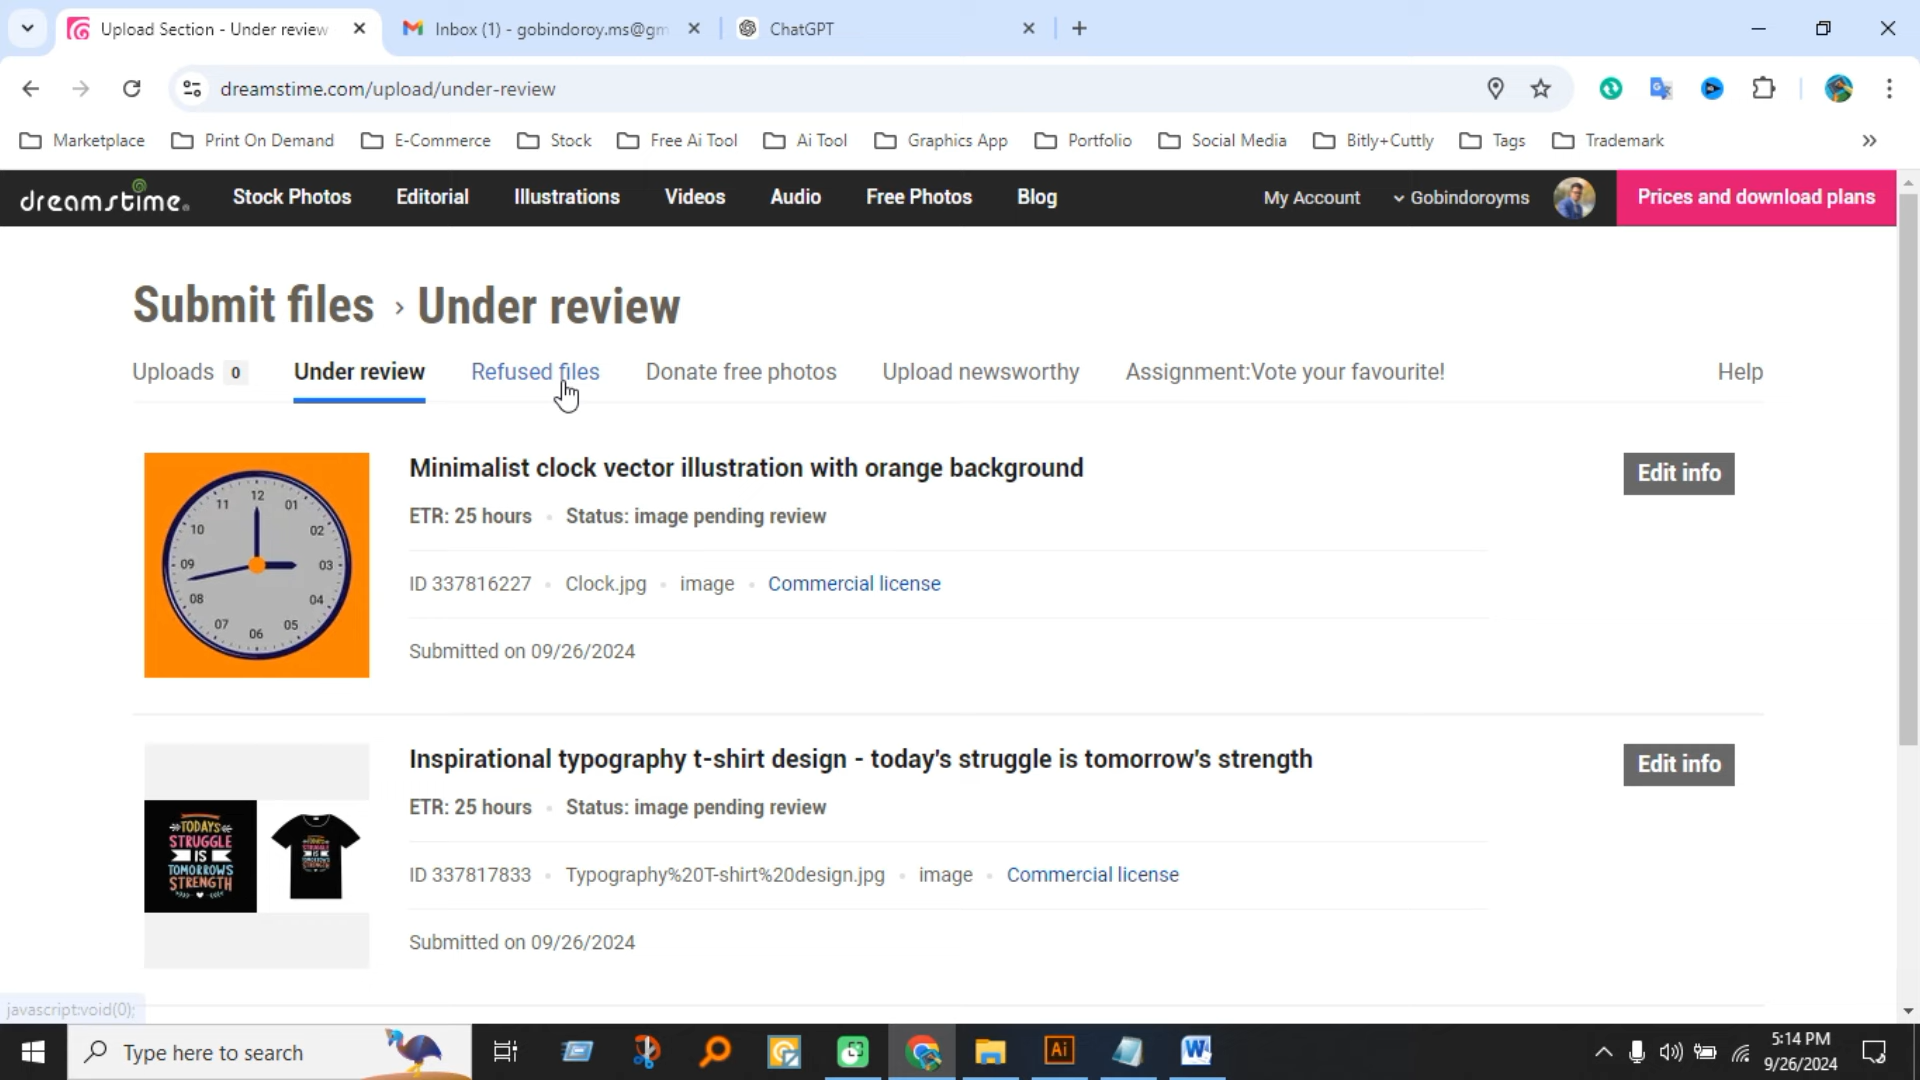 Upload Section - Under review
Inbox (1) - gobindoroy.ms@gm
ChatGPT
dreamstime.com/upload/under-review
Marketplace
Print On Demand
E-Commerce
Stock
Free Ai Tool
Ai Tool
Graphics App
Portfolio
Social Media
Bitly+Cuttly
Tags
Trademark
dreamstime.
Stock Photos
Editorial
Illustrations
Videos
Audio
Free Photos
Blog
My Account
Gobindoroyms
Prices and download plans
Submit files › Under review
Uploads 0
Under review
Refused files
Donate free photos
Upload newsworthy
Assignment:Vote your favourite!
Help
12
01
02
03
04
05
06
07
08
09
10
11
Minimalist clock vector illustration with orange background
Edit info
ETR: 25 hours • Status: image pending review
ID 337816227 • Clock.jpg • image • Commercial license
Submitted on 09/26/2024
TODAYS
STRUGGLE
IS
TOMORROWS
STRENGTH
Inspirational typography t-shirt design - today's struggle is tomorrow's strength
Edit info
ETR: 25 hours • Status: image pending review
ID 337817833 • Typography%20T-shirt%20design.jpg • image • Commercial license
Submitted on 09/26/2024
javascript:void(0);
Type here to search
Ai
W
5:14 PM
9/26/2024